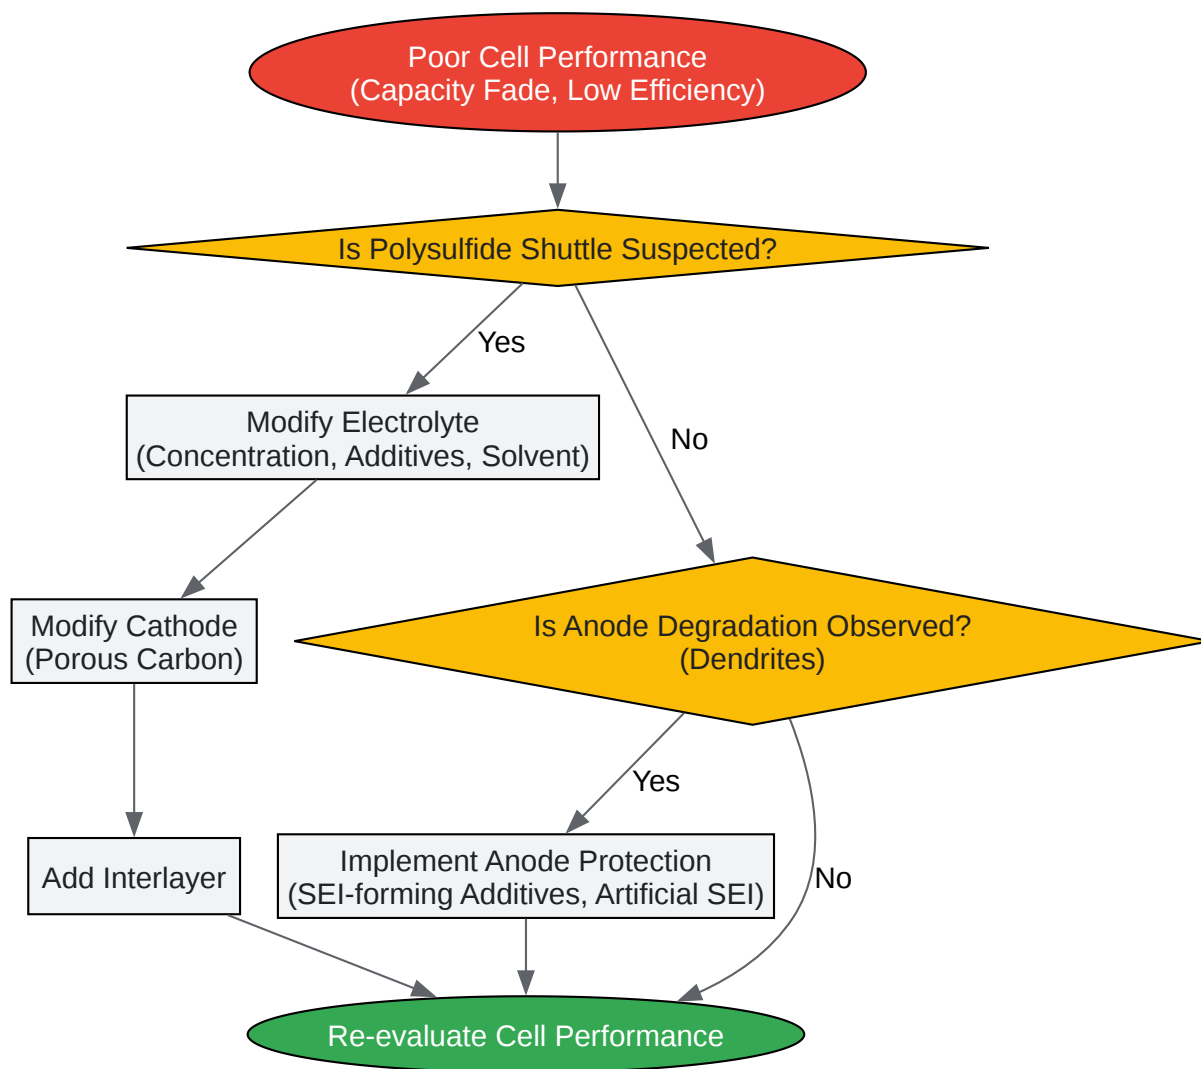 Poor Cell Performance
(Capacity Fade, Low Efficiency)
Is Polysulfide Shuttle Suspected?
Yes
No
Modify Electrolyte
(Concentration, Additives, Solvent)
Modify Cathode
(Porous Carbon)
Is Anode Degradation Observed?
(Dendrites)
Yes
No
Add Interlayer
Implement Anode Protection
(SEI-forming Additives, Artificial SEI)
Re-evaluate Cell Performance